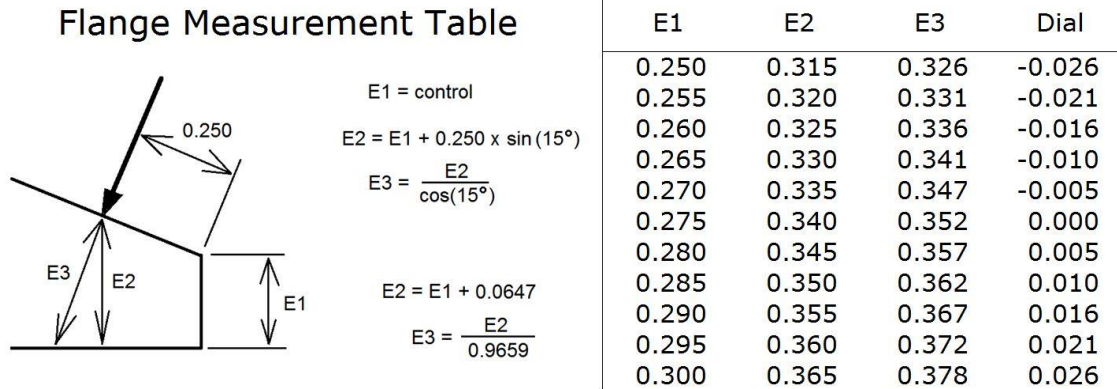 Flange Measurement Table
0.250
E3
E2
E1
E1 = control
E2 = E1 + 0.250 x sin (15°)
E3 = E2
cos(15°)
E2 = E1 + 0.0647
E3 = E2
0.9659
E1 E2 E3 Dial
0.250 0.315 0.326 -0.026
0.255 0.320 0.331 -0.021
0.260 0.325 0.336 -0.016
0.265 0.330 0.341 -0.010
0.270 0.335 0.347 -0.005
0.275 0.340 0.352 0.000
0.280 0.345 0.357 0.005
0.285 0.350 0.362 0.010
0.290 0.355 0.367 0.016
0.295 0.360 0.372 0.021
0.300 0.365 0.378 0.026